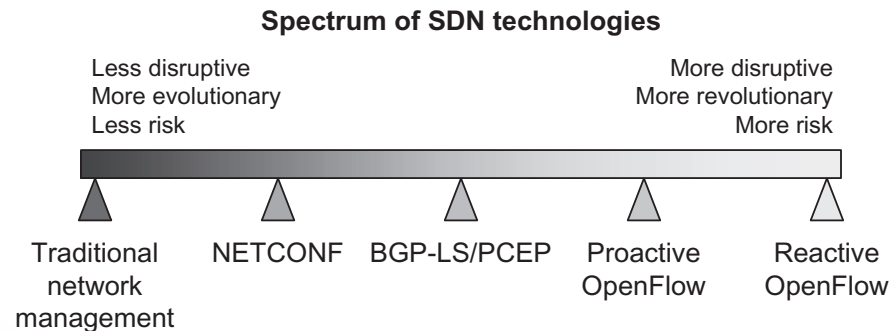 Spectrum of SDN technologies
Less disruptive
More evolutionary
Less risk
More disruptive
More revolutionary
More risk
Traditional
network
management
NETCONF
BGP-LS/PCEP
Proactive
OpenFlow
Reactive
OpenFlow